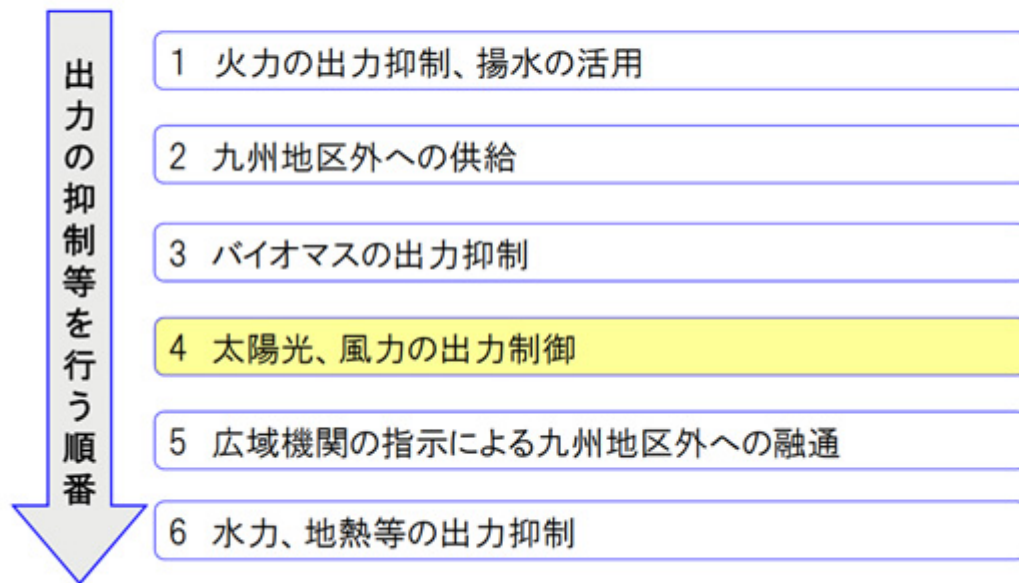 出力の抑制等を行う順番
1 火力の出力抑制、揚水の活用
2 九州地区外への供給
3 バイオマスの出力抑制
4 太陽光、風力の出力制御
5 広域機関の指示による九州地区外への融通
6 水力、地熱等の出力抑制